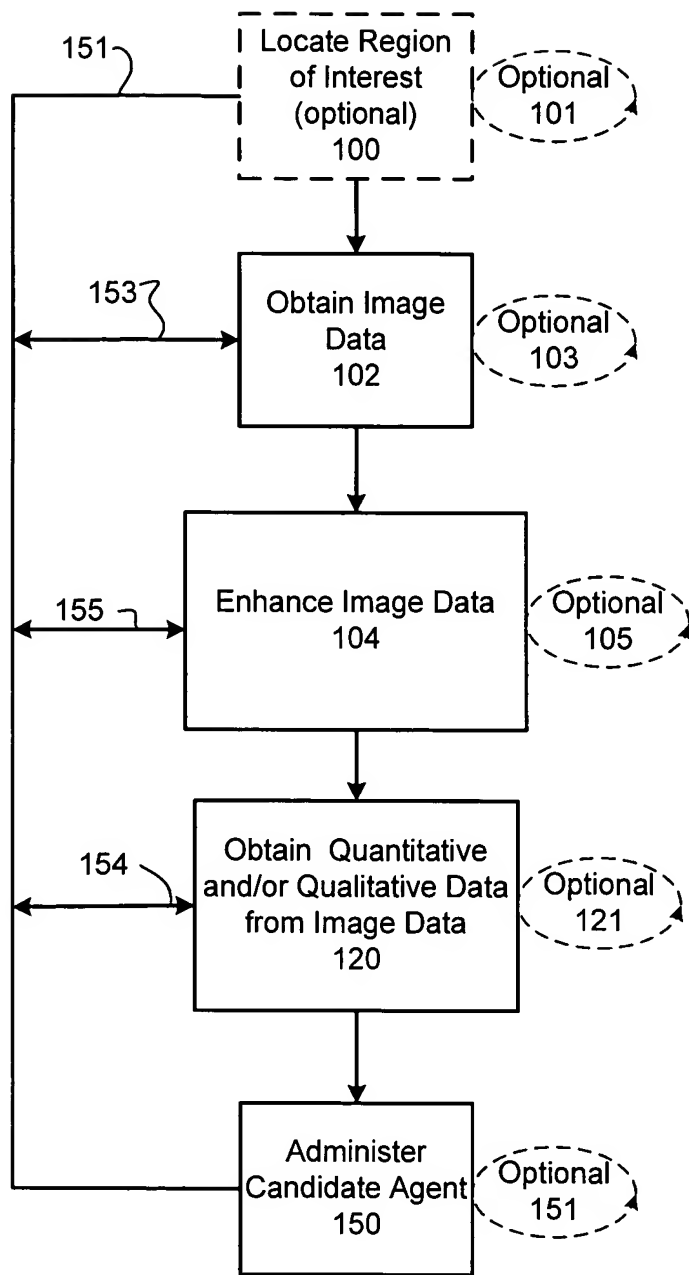 151
Locate Region
of Interest
(optional)
100
Optional
101
153
Obtain Image
Data
102
Optional
103
155
Enhance Image Data
104
Optional
105
154
Obtain Quantitative
and/or Qualitative Data
from Image Data
120
Optional
121
Administer
Candidate Agent
150
Optional
151